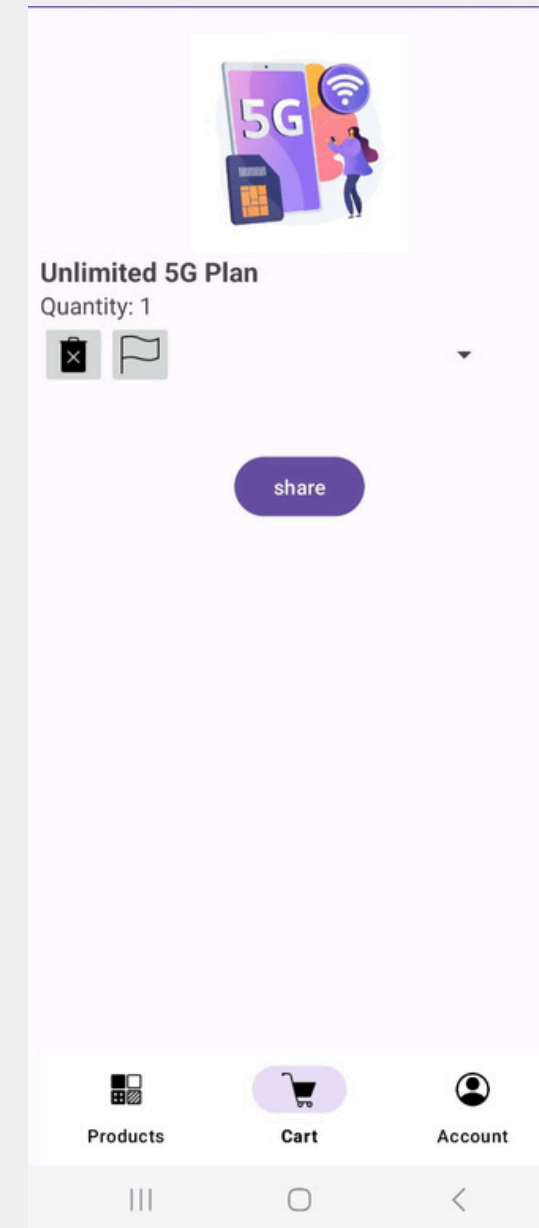 5G
Unlimited 5G Plan
Quantity: 1
share
Products
Cart
Account